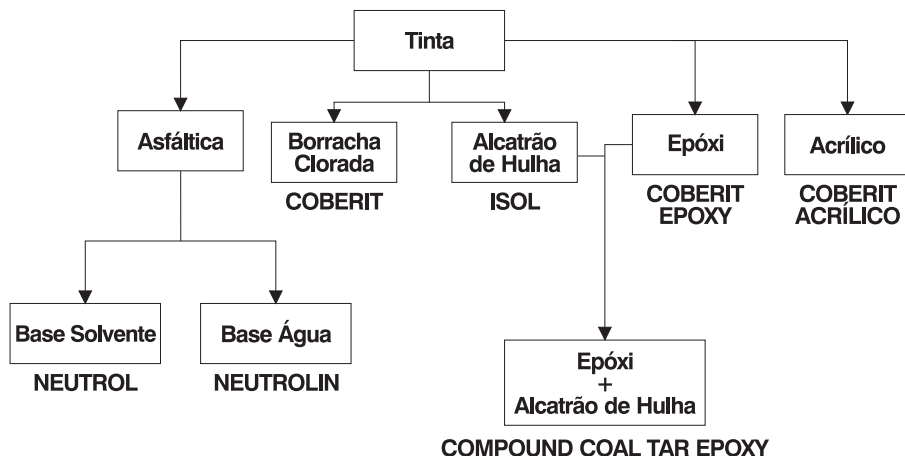 Tinta
Asfáltica
Borracha
Clorada
COBERIT
Alcatrão
de Hulha
ISOL
Epóxi
COBERIT
EPOXY
Acrílico
COBERIT
ACRÍLICO
Base Solvente
NEUTROL
Base Água
NEUTROLIN
Epóxi
+
Alcatrão de Hulha
COMPOUND COAL TAR EPOXY